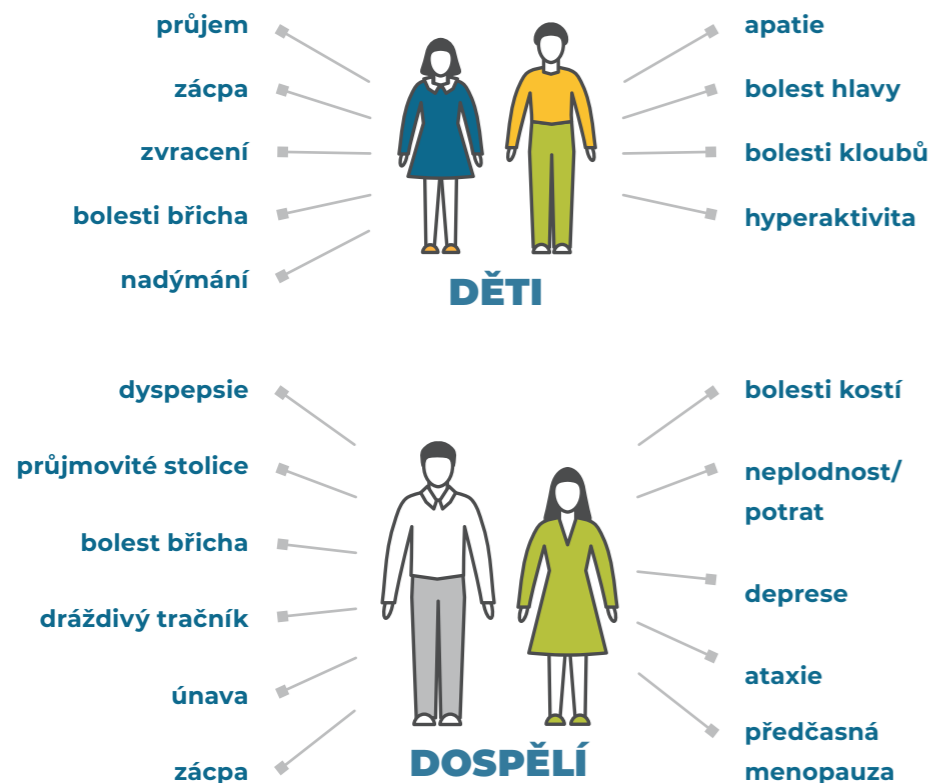 průjem
zácpa
zvracení
bolesti břicha
nadýmání
apatie
bolest hlavy
bolesti kloubů
hyperaktivita
DĚTI
dyspepsie
průjmovité stolice
bolest břicha
dráždivý tračník
únava
zácpa
bolesti kostí
neplodnost/
potrat
deprese
ataxie
předčasná
menopauza
DOSPĚLÍ